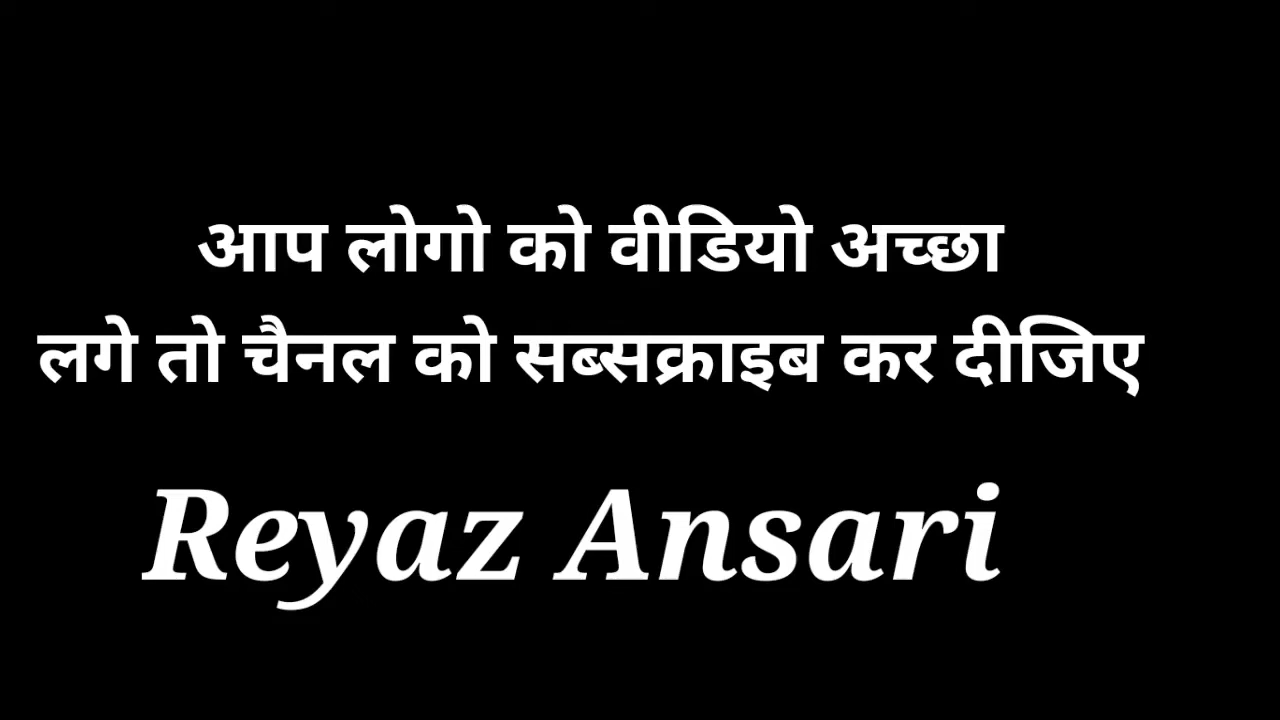 आप लोगो को वीडियो अच्छा
लगे तो चैनल को सब्सक्राइब कर दीजिए
Reyaz Ansari